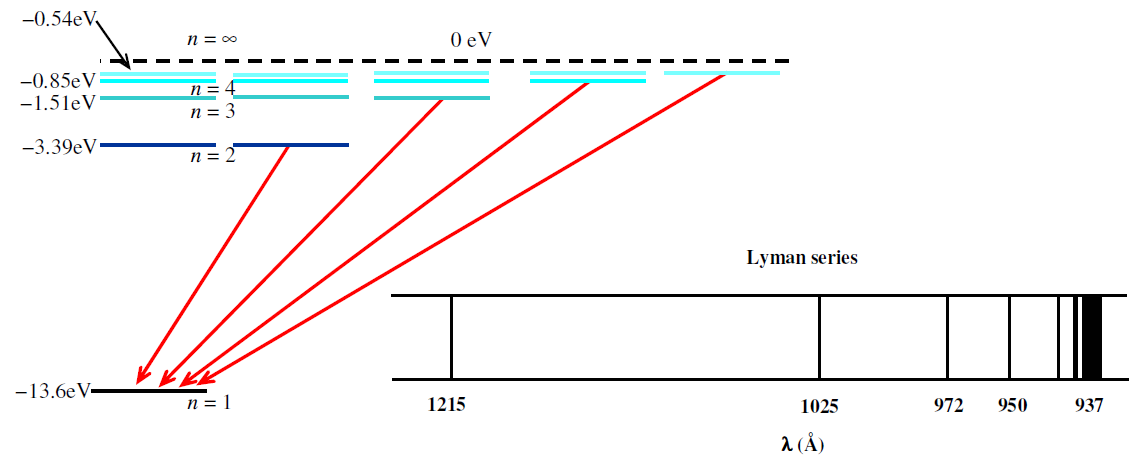 −0.54eV
n = ∞
0 eV
−0.85eV
n = 4
−1.51eV
n = 3
−3.39eV
n = 2
Lyman series
−13.6eV
n = 1
1215
1025
972
950
937
λ (Å)